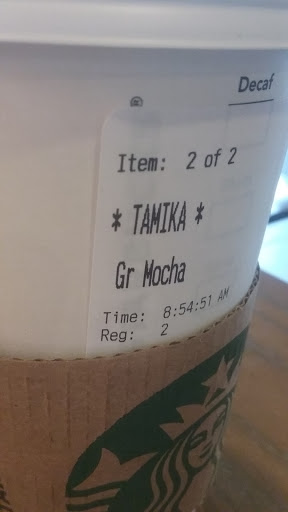 Decaf
Item: 2 of 2
* TAMIKA *
Gr Mocha
Time: 8:54:51 AM
Reg: 2